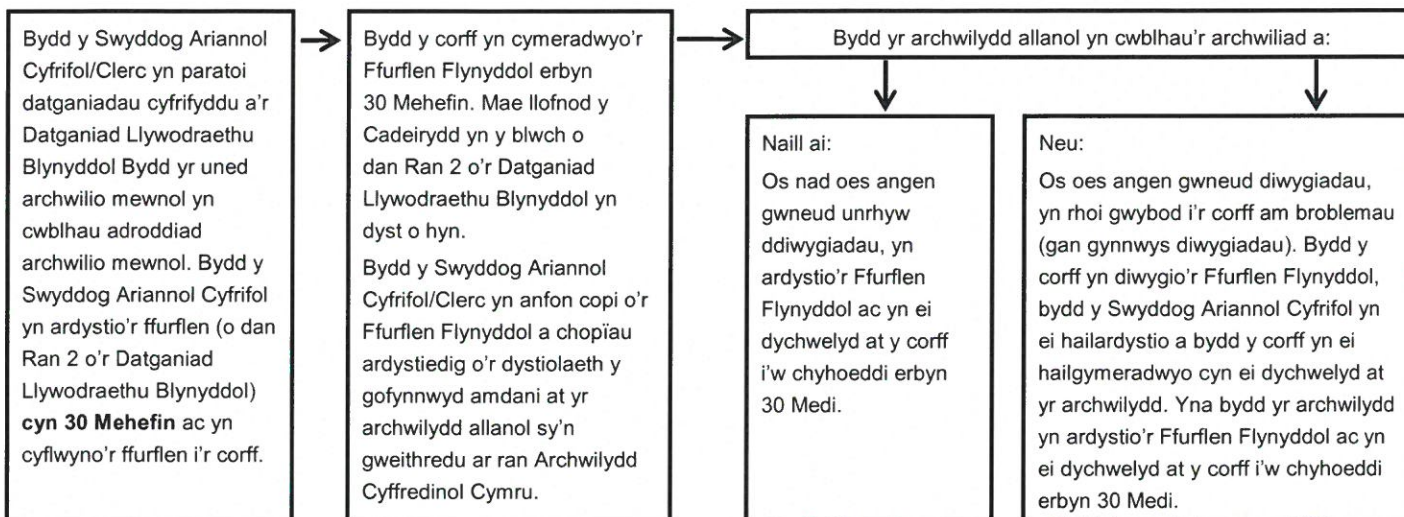 Bydd y Swyddog Ariannol
Cyfrifol/Clerc yn paratoi
datganiadau cyfrifyddu a'r
Datganiad Llywodraethu
Blynyddol Bydd yr uned
archwilio mewnol yn
cwblhau adroddiad
archwilio mewnol. Bydd y
Swyddog Ariannol Cyfrifol
yn ardystio'r ffurflen (o dan
Ran 2 o'r Datganiad
Llywodraethu Blynyddol)
cyn 30 Mehefin ac yn
cyflwyno'r ffurflen i'r corff.
Bydd y corff yn cymeradwyo'r
Ffurflen Flynyddol erbyn
30 Mehefin. Mae llofnod y
Cadeirydd yn y blwch o
dan Ran 2 o'r Datganiad
Llywodraethu Blynyddol yn
dyst o hyn.
Bydd y Swyddog Ariannol
Cyfrifol/Clerc yn anfon copi o'r
Ffurflen Flynyddol a chopïau
ardystiedig o'r dystiolaeth y
gofynnwyd amdani at yr
archwilydd allanol sy'n
gweithredu ar ran Archwilydd
Cyffredinol Cymru.
Bydd yr archwilydd allanol yn cwblhau'r archwiliad a:
Naill ai:
Os nad oes angen
gwneud unrhyw
ddiwygiadau, yn
ardystio'r Ffurflen
Flynyddol ac yn ei
dychwelyd at y corff
i'w chyhoeddi erbyn
30 Medi.
Neu:
Os oes angen gwneud diwygiadau,
yn rhoi gwybod i'r corff am broblemau
(gan gynnwys diwygiadau). Bydd y
corff yn diwygio'r Ffurflen Flynyddol,
bydd y Swyddog Ariannol Cyfrifol yn
ei hailardystio a bydd y corff yn ei
hailgymeradwyo cyn ei dychwelyd at
yr archwilydd. Yna bydd yr archwilydd
yn ardystio'r Ffurflen Flynyddol ac yn
ei dychwelyd at y corff i'w chyhoeddi
erbyn 30 Medi.